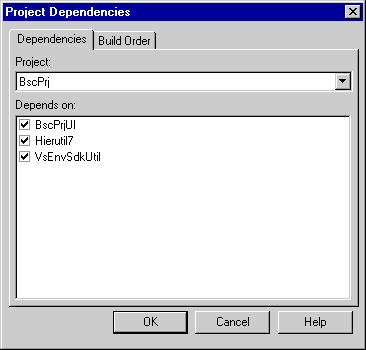 Project Dependencies
Dependencies Build Order
Project:
BscPrj
Depends on:
BscPrjUI
Hierutil7
VsEnvSdkUtil
OK Cancel Help